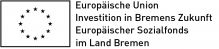 Europäische Union
Investition in Bremens Zukunft
Europäischer Sozialfonds
im Land Bremen